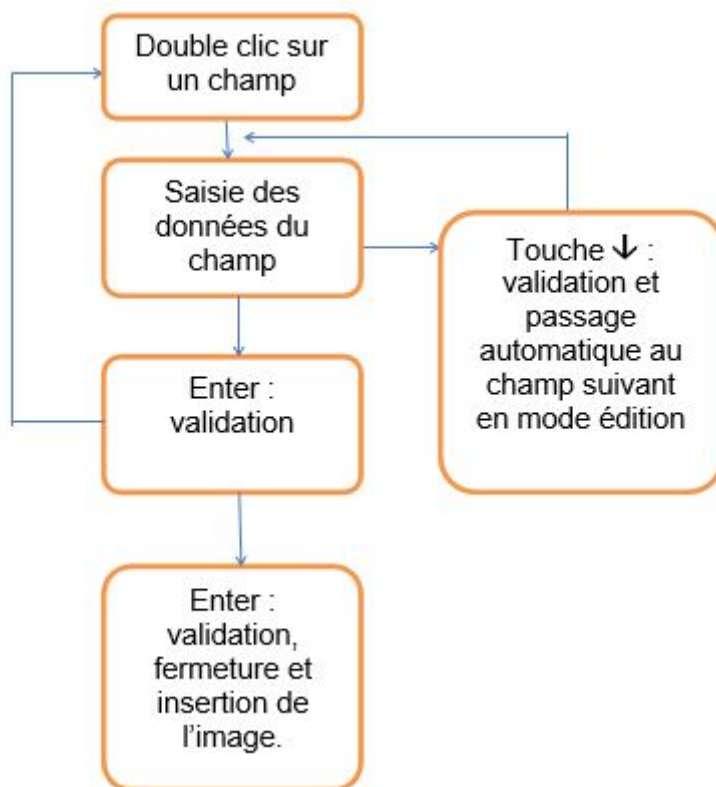 Double clic sur
un champ
Saisie des
données du
champ
Touche ↓ :
validation et
passage
automatique au
champ suivant
en mode édition
Enter :
validation
Enter :
validation,
fermeture et
insertion de
l'image.